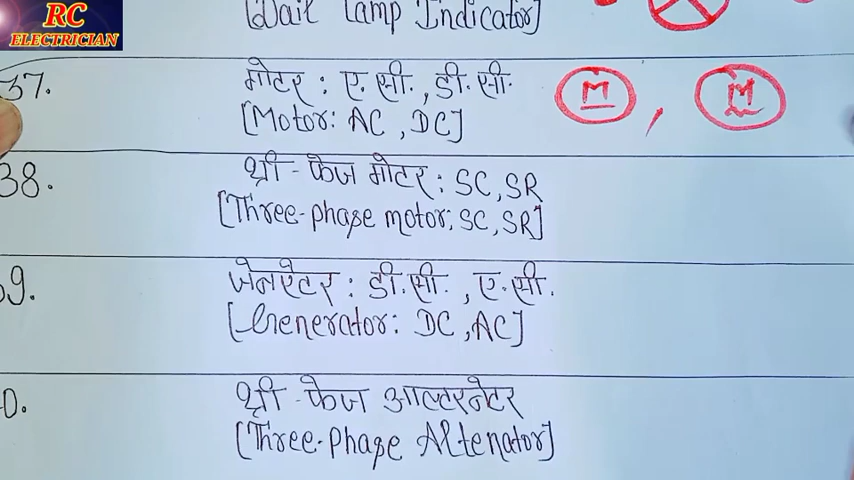 RC
ELECTRICIAN
[Wait Lamp Indicator]
37. मोटर : ए.सी., डी.सी. M , M
[Motor: AC, DC]
38. थ्री - फेज मोटर : SC, SR
[Three-phase motor: SC, SR]
9. जेनरेटर : डी.सी., ए.सी.
[Generator: DC, AC]
0. थ्री - फेज आल्टरनेटर
[Three-Phase Altenator]